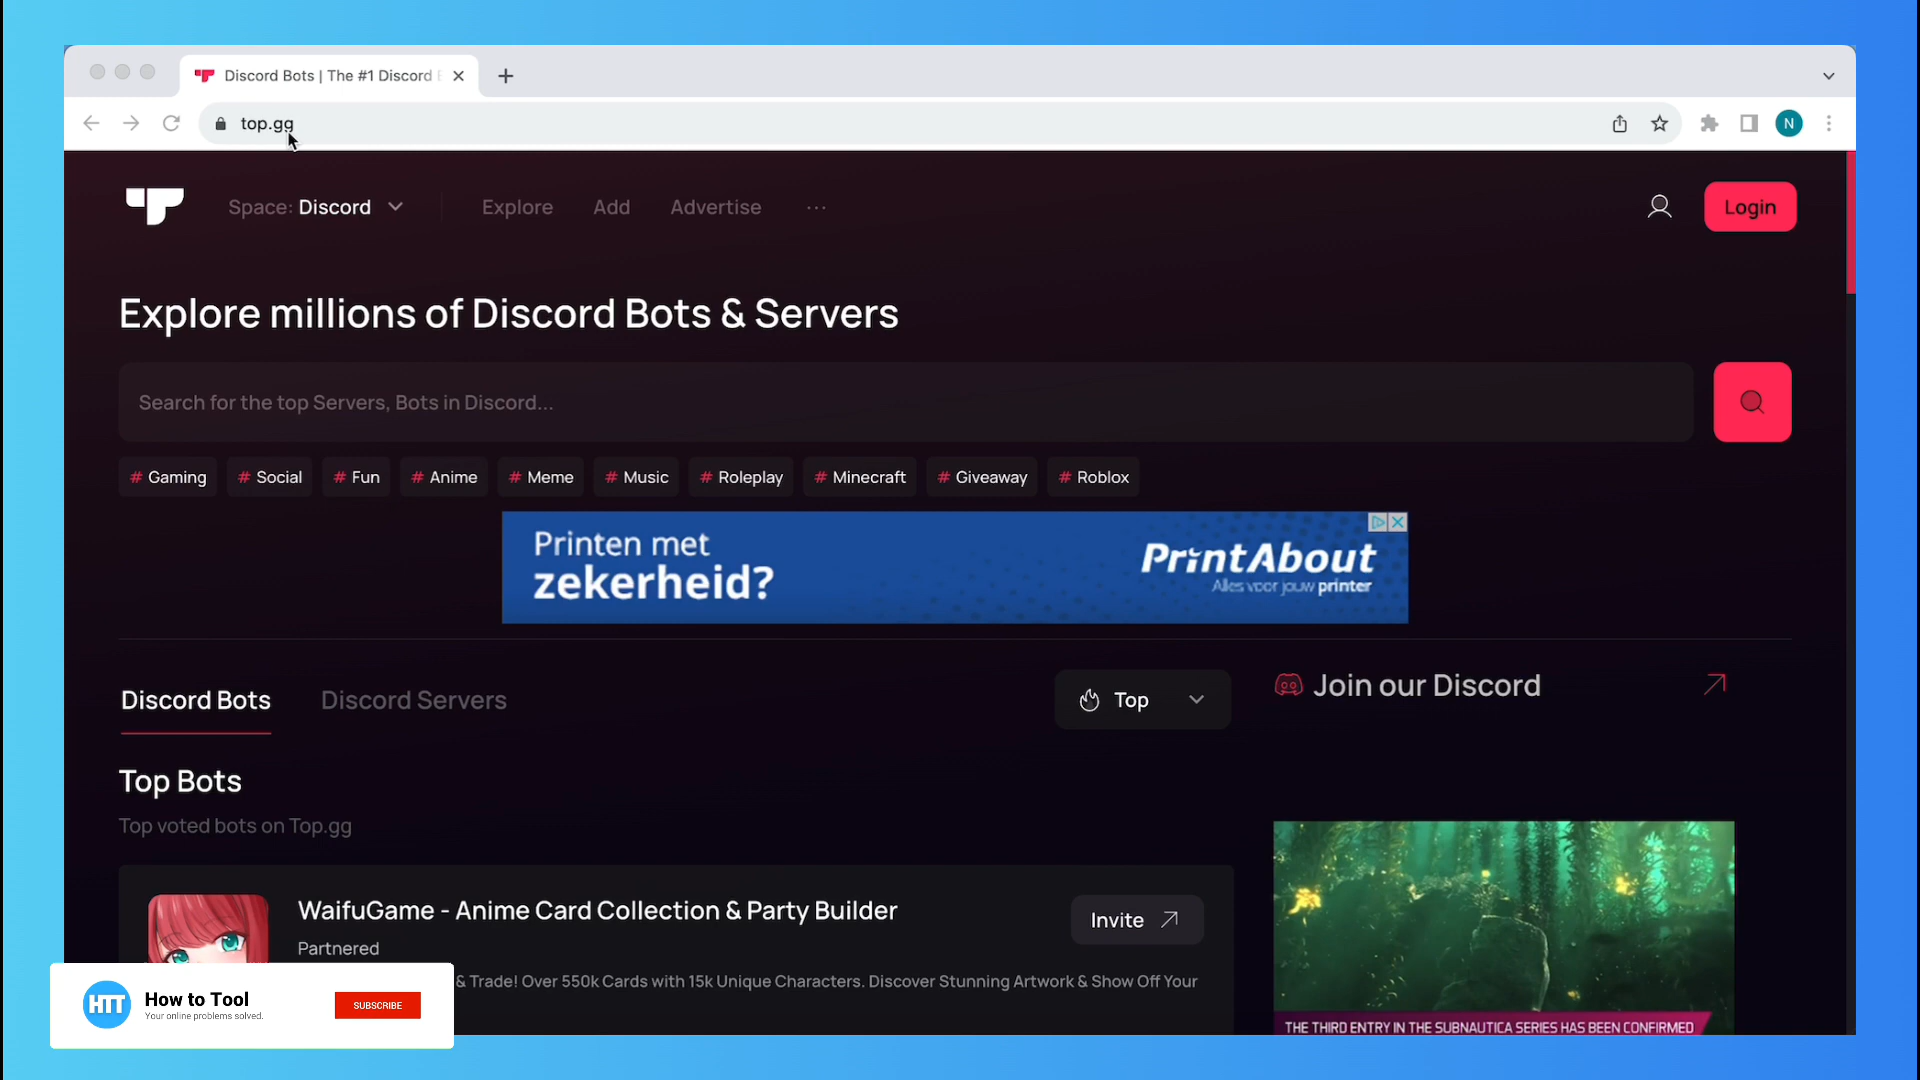 Discord Bots | The #1 Discord
top.gg
N
Space: Discord
Explore
Add
Advertise
Login
Explore millions of Discord Bots & Servers
Search for the top Servers, Bots in Discord...
# Gaming
# Social
# Fun
# Anime
# Meme
# Music
# Roleplay
# Minecraft
# Giveaway
# Roblox
Printen met
zekerheid?
PrintAbout
Alles voor jouw printer
Discord Bots
Discord Servers
Top
Join our Discord
Top Bots
Top voted bots on Top.gg
WaifuGame - Anime Card Collection & Party Builder
Invite
Partnered
& Trade! Over 550k Cards with 15k Unique Characters. Discover Stunning Artwork & Show Off Your
HTT
How to Tool
Your online problems solved.
SUBSCRIBE
THE THIRD ENTRY IN THE SUBNAUTICA SERIES HAS BEEN CONFIRMED